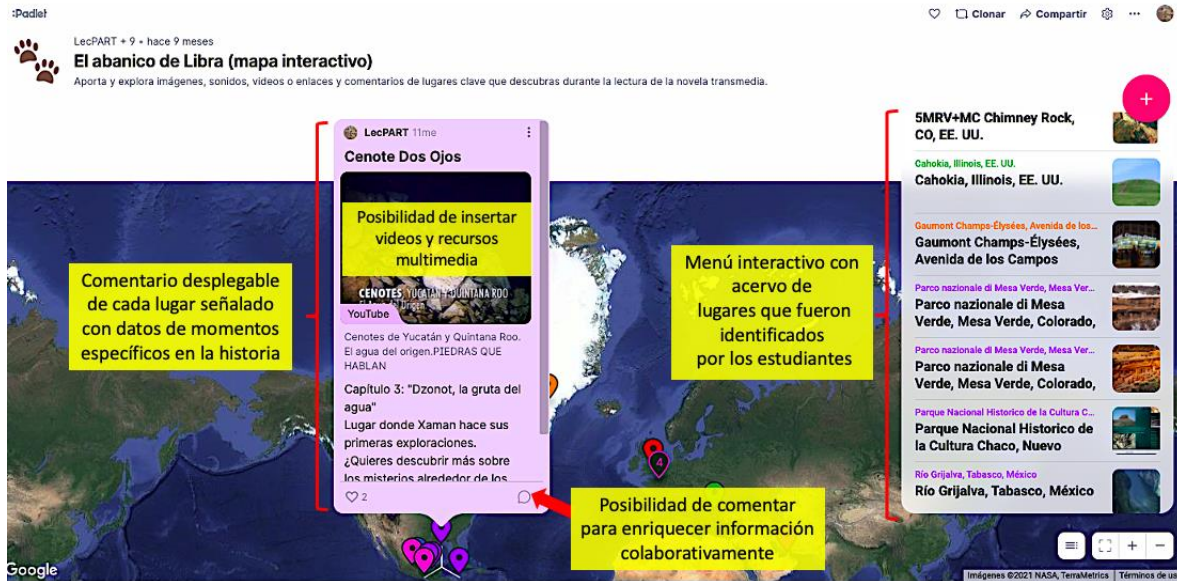 :Padlet
Clonar
Compartir
LecPART + 9 • hace 9 meses
El abanico de Libra (mapa interactivo)
Aporta y explora imágenes, sonidos, videos o enlaces y comentarios de lugares clave que descubras durante la lectura de la novela transmedia.
LecPART 11me
Cenote Dos Ojos
Posibilidad de insertar
videos y recursos
multimedia
CENOTES YUCATÁN Y QUINTANA ROO
YouTube
Cenotes de Yucatán y Quintana Roo.
El agua del origen.PIEDRAS QUE
HABLAN
Capítulo 3: "Dzonot, la gruta del
agua"
Lugar donde Xaman hace sus
primeras exploraciones.
¿Quieres descubrir más sobre
los misterios alrededor de los
2
Comentario desplegable
de cada lugar señalado
con datos de momentos
específicos en la historia
Menú interactivo con
acervo de
lugares que fueron
identificados
por los estudiantes
4
Posibilidad de comentar
para enriquecer información
colaborativamente
+
5MRV+MC Chimney Rock,
CO, EE. UU.
Cahokia, Illinois, EE. UU.
Cahokia, Illinois, EE. UU.
Gaumont Champs-Élysées, Avenida de los...
Gaumont Champs-Élysées,
Avenida de los Campos
Parco nazionale di Mesa Verde, Mesa Ver...
Parco nazionale di Mesa
Verde, Mesa Verde, Colorado,
Parco nazionale di Mesa Verde, Mesa Ver...
Parco nazionale di Mesa
Verde, Mesa Verde, Colorado,
Parque Nacional Historico de la Cultura C...
Parque Nacional Historico de
la Cultura Chaco, Nuevo
Río Grijalva, Tabasco, México
Río Grijalva, Tabasco, México
+ −
Google
Imágenes ©2021 NASA, TerraMetrics
Términos de us